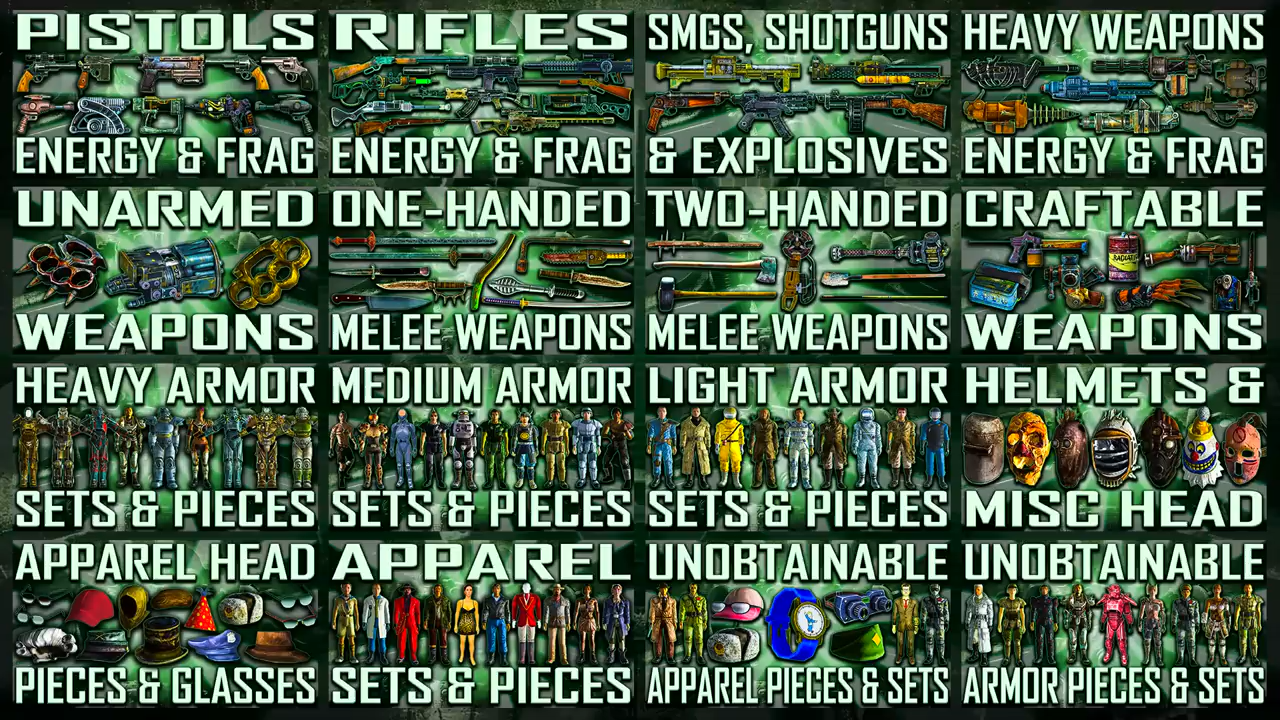 PISTOLS
ENERGY & FRAG
RIFLES
ENERGY & FRAG
SMGS, SHOTGUNS
& EXPLOSIVES
HEAVY WEAPONS
ENERGY & FRAG
UNARMED
WEAPONS
ONE-HANDED
MELEE WEAPONS
TWO-HANDED
MELEE WEAPONS
CRAFTABLE
RADIATI
WEAPONS
HEAVY ARMOR
SETS & PIECES
MEDIUM ARMOR
SETS & PIECES
LIGHT ARMOR
SETS & PIECES
HELMETS &
MISC HEAD
APPAREL HEAD
PIECES & GLASSES
APPAREL
SETS & PIECES
UNOBTAINABLE
APPAREL PIECES & SETS
UNOBTAINABLE
ARMOR PIECES & SETS